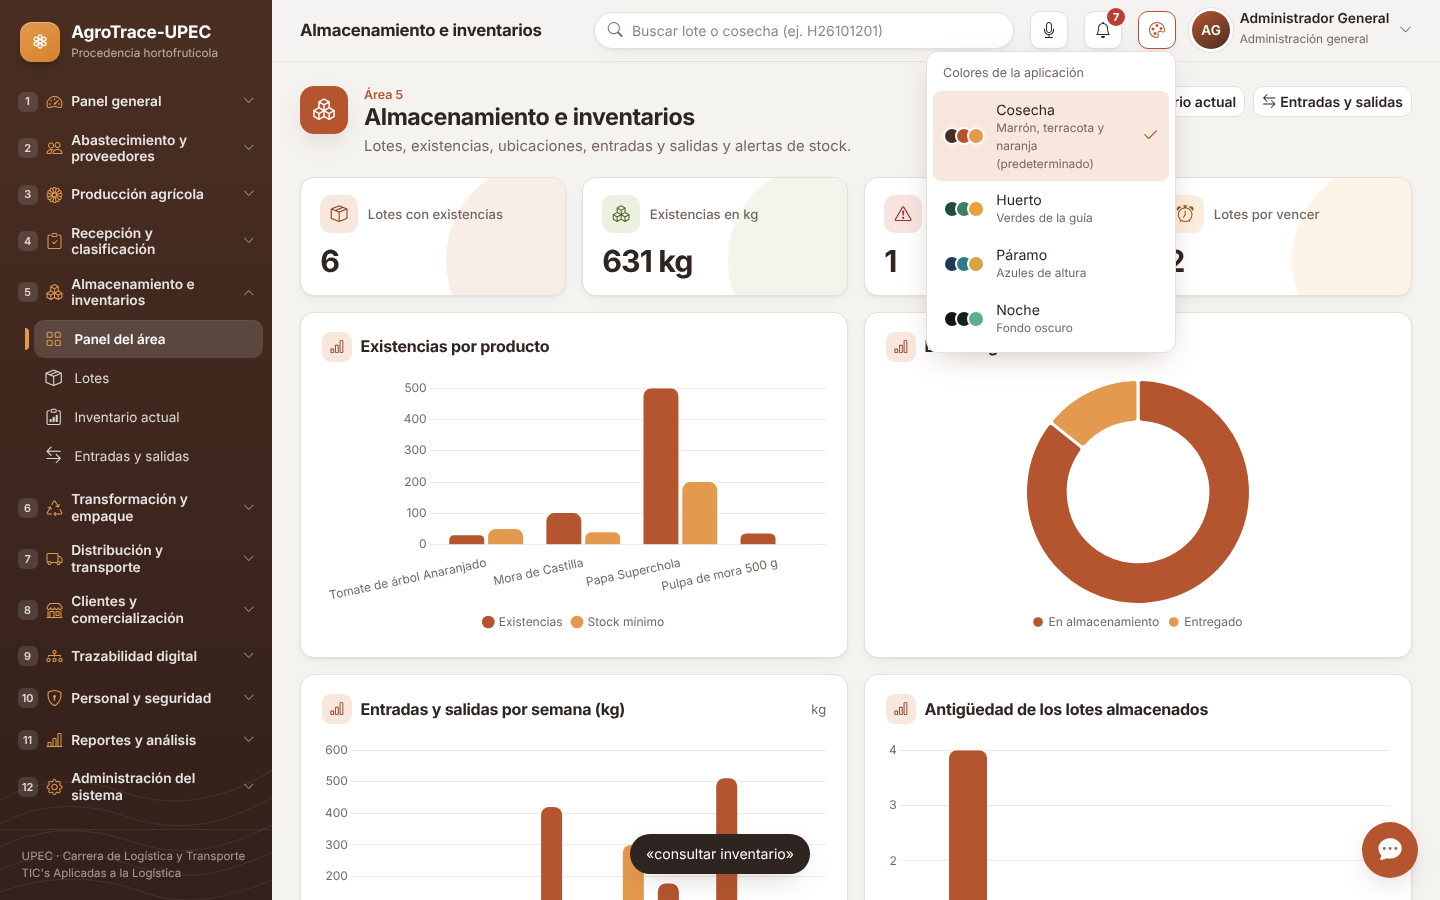 AgroTrace-UPEC
Procedencia hortofrutícola
1 Panel general
2 Abastecimiento y
proveedores
3 Producción agrícola
4 Recepción y
clasificación
5 Almacenamiento e
inventarios
Panel del área
Lotes
Inventario actual
Entradas y salidas
6 Transformación y
empaque
7 Distribución y
transporte
8 Clientes y
comercialización
9 Trazabilidad digital
10 Personal y seguridad
11 Reportes y análisis
12 Administración del
sistema
UPEC · Carrera de Logística y Transporte
TIC's Aplicadas a la Logística
Almacenamiento e inventarios
Buscar lote o cosecha (ej. H26101201)
7
AG
Administrador General
Administración general
Colores de la aplicación
Cosecha
Marrón, terracota y
naranja
(predeterminado)
Huerto
Verdes de la guía
Páramo
Azules de altura
Noche
Fondo oscuro
Área 5
Almacenamiento e inventarios
Lotes, existencias, ubicaciones, entradas y salidas y alertas de stock.
actual
Entradas y salidas
Lotes con existencias
6
Existencias en kg
631 kg
1
Lotes por vencer
2
Existencias por producto
500
400
300
200
100
0
Tomate de árbol Anaranjado
Mora de Castilla
Papa Superchola
Pulpa de mora 500 g
Existencias
Stock mínimo
En almacenamiento
Entregado
Entradas y salidas por semana (kg)
kg
600
500
400
300
200
«consultar inventario»
Antigüedad de los lotes almacenados
4
3
2